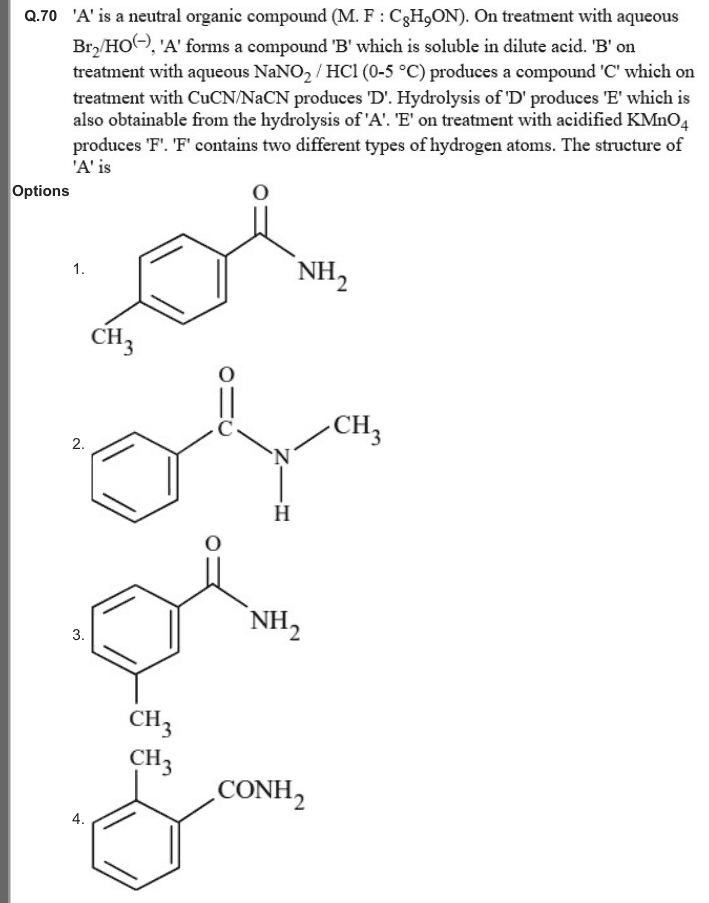 Q.70 'A' is a neutral organic compound (M. F : C₈H₉ON). On treatment with aqueous
Br₂/HO⁽⁻⁾, 'A' forms a compound 'B' which is soluble in dilute acid. 'B' on
treatment with aqueous NaNO₂ / HCl (0-5 °C) produces a compound 'C' which on
treatment with CuCN/NaCN produces 'D'. Hydrolysis of 'D' produces 'E' which is
also obtainable from the hydrolysis of 'A'. 'E' on treatment with acidified KMnO₄
produces 'F'. 'F' contains two different types of hydrogen atoms. The structure of
'A' is
Options
O
1.
NH₂
CH₃
O
C
CH₃
2.
N
H
O
NH₂
3.
CH₃
CH₃
CONH₂
4.